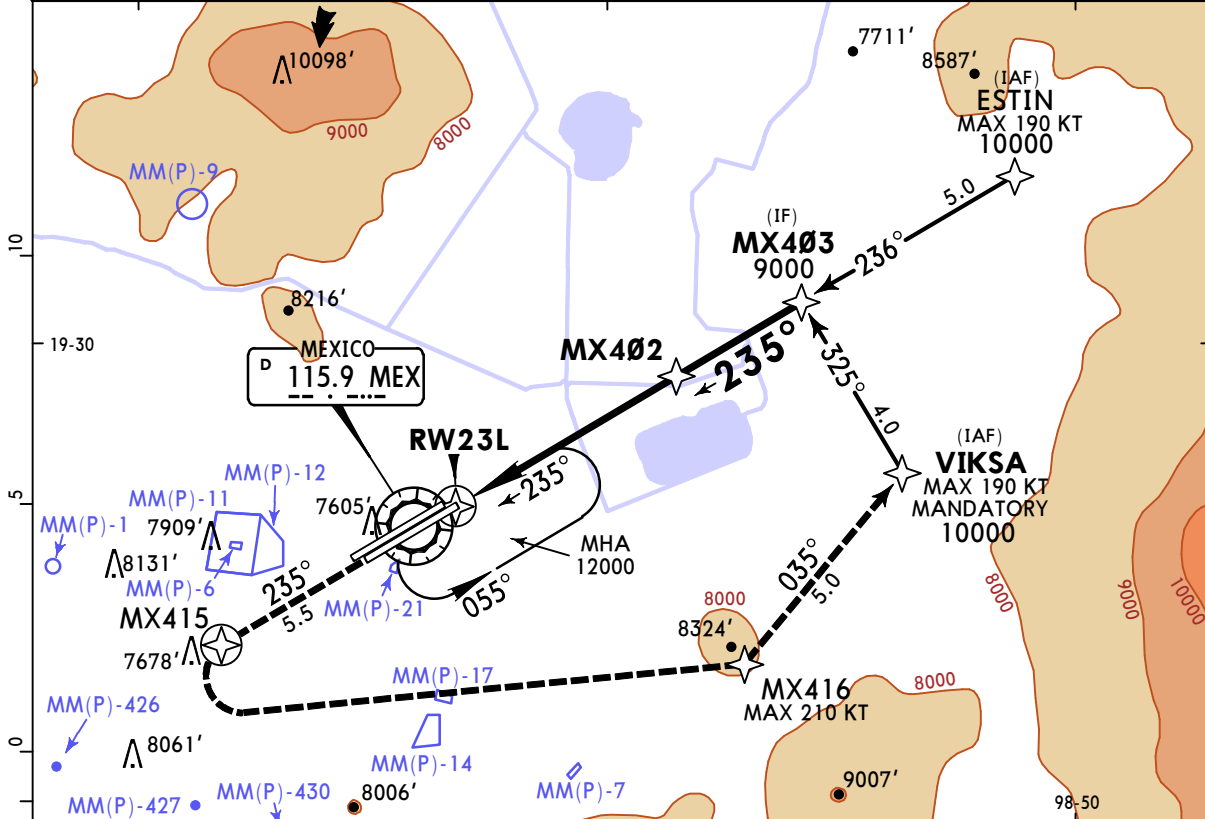 10098′
9000
8000
MM(P)-9
7711′
8587′
(IAF)
ESTIN
MAX 190 KT
10000
5.0
236°
(IF)
MX4Ø3
9000
10
8216′
19-30
MEXICO
D
115.9 MEX
MX4Ø2
235°
325°
4.0
RW23L
(IAF)
VIKSA
MAX 190 KT
MANDATORY
10000
MM(P)-12
MM(P)-11
7605′
235°
5
MM(P)-1
7909′
8131′
MM(P)-6
MHA
12000
235°
5.5
MM(P)-21
055°
035°
5.0
8000
9000
10000
MX415
7678′
8000
8324′
MX416
MAX 210 KT
MM(P)-17
8000
MM(P)-426
0
8061′
MM(P)-14
MM(P)-7
9007′
MM(P)-427
MM(P)-430
8006′
98-50